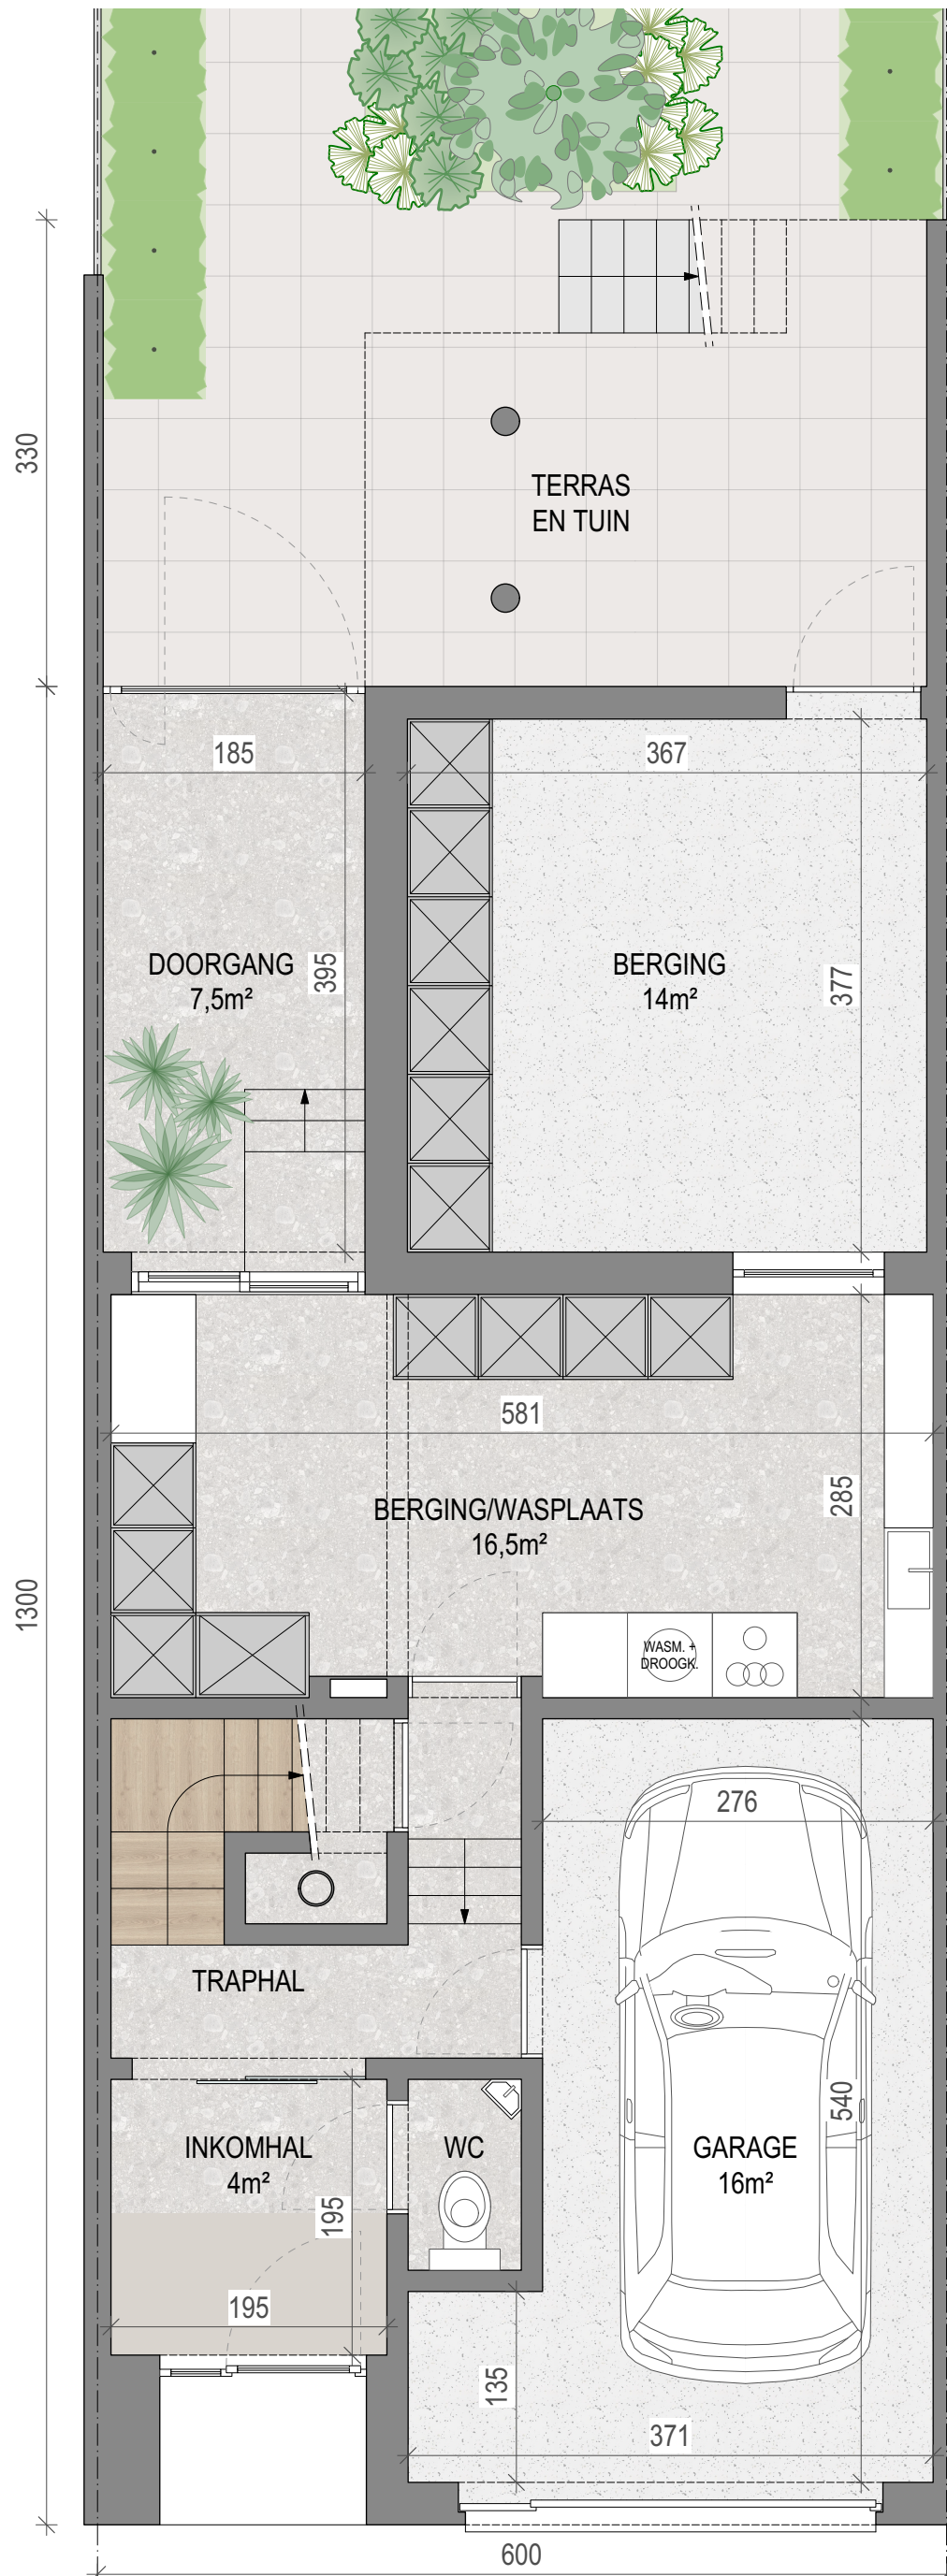 330
TERRAS
EN TUIN
185
367
DOORGANG
7,5m²
395
BERGING
14m²
377
581
BERGING/WASPLAATS
16,5m²
285
1300
WASM. +
DROOGK.
276
TRAPHAL
INKOMHAL
4m²
WC
GARAGE
16m²
540
195
195
135
371
600